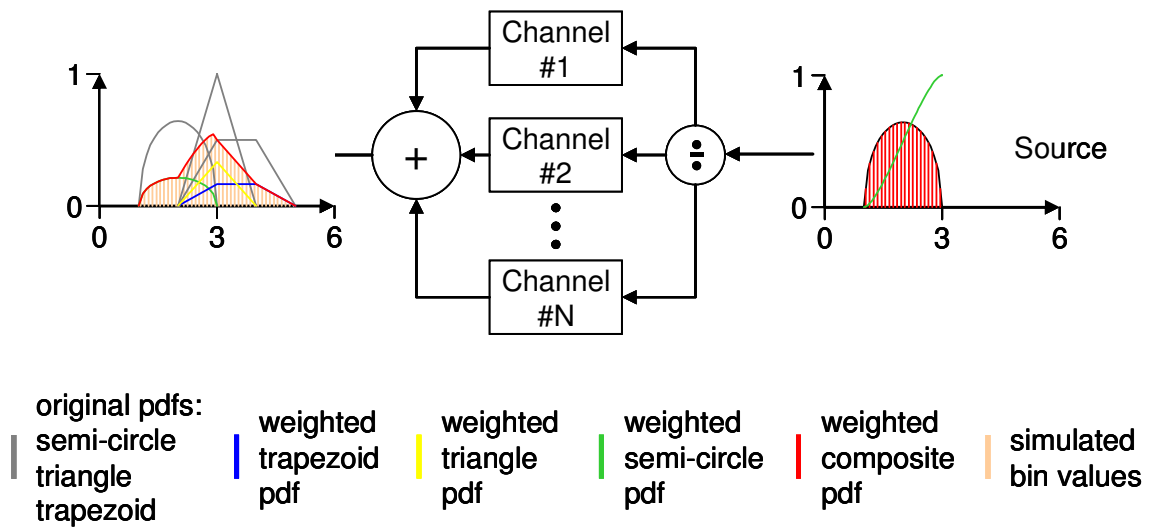 Channel
#1
1
0
0
3
6
+
Channel
#2
÷
1
0
0
3
6
Source
Channel
#N
original pdfs:
semi-circle
triangle
trapezoid
weighted
trapezoid
pdf
weighted
triangle
pdf
weighted
semi-circle
pdf
weighted
composite
pdf
simulated
bin values